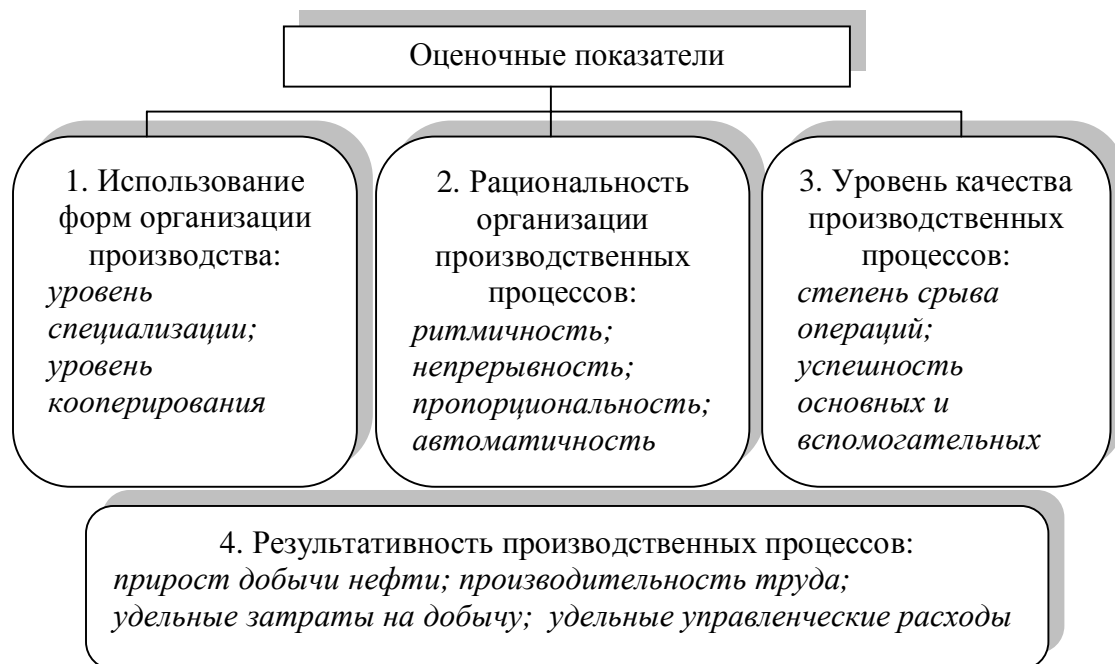 Оценочные показатели
1. Использование
форм организации
производства:
уровень
специализации;
уровень
кооперирования
2. Рациональность
организации
производственных
процессов:
ритмичность;
непрерывность;
пропорциональность;
автоматичность
3. Уровень качества
производственных
процессов:
степень срыва
операций;
успешность
основных и
вспомогательных
4. Результативность производственных процессов:
прирост добычи нефти; производительность труда;
удельные затраты на добычу; удельные управленческие расходы